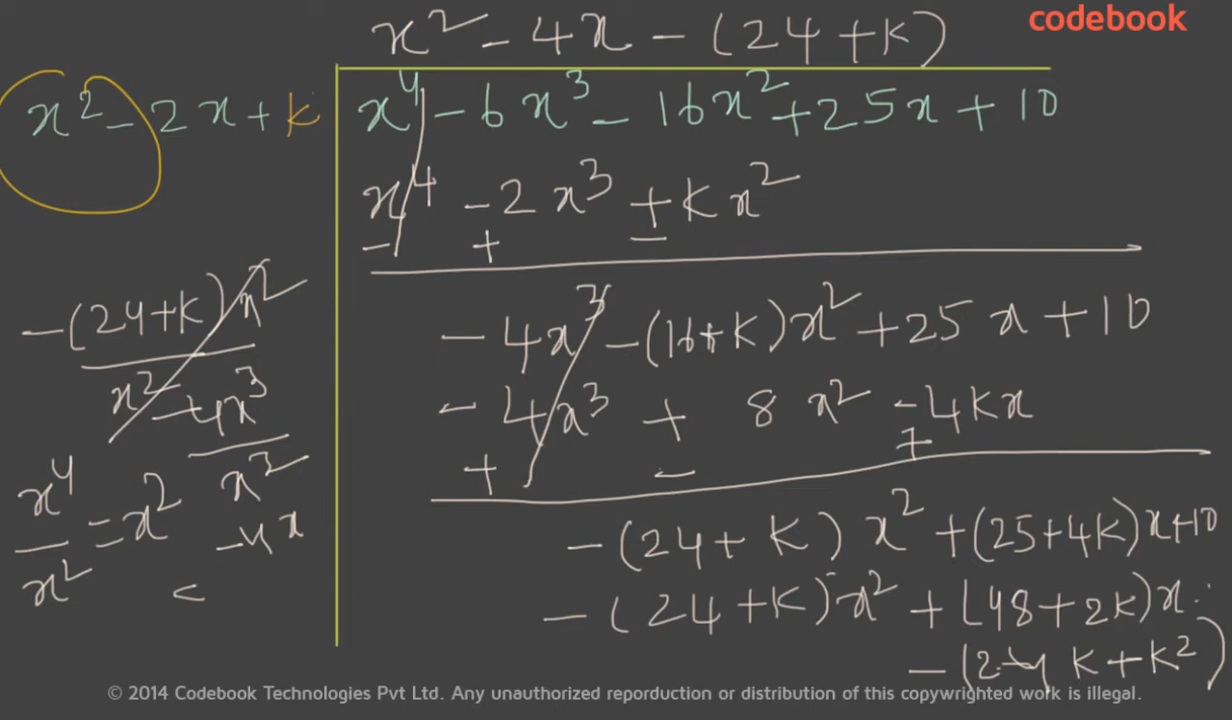 codebook
x² - 4x - (24 + k)
x² - 2x + k
x⁴ - 6x³ - 16x² + 25x + 10
x⁴ - 2x³ + kx²
- + -
- 4x³ - (16 + k)x² + 25x + 10
- 4x³ + 8x² - 4kx
+ - +
- (24 + k)x² + (25 + 4k)x + 10
- (24 + k)x² + (48 + 2k)x
- (24k + k²)
-(24 + k)x²
x²
-4x³
x²
-4x
x⁴
= x²
x²
<
© 2014 Codebook Technologies Pvt Ltd. Any unauthorized reporduction or distribution of this copywrighted work is illegal.